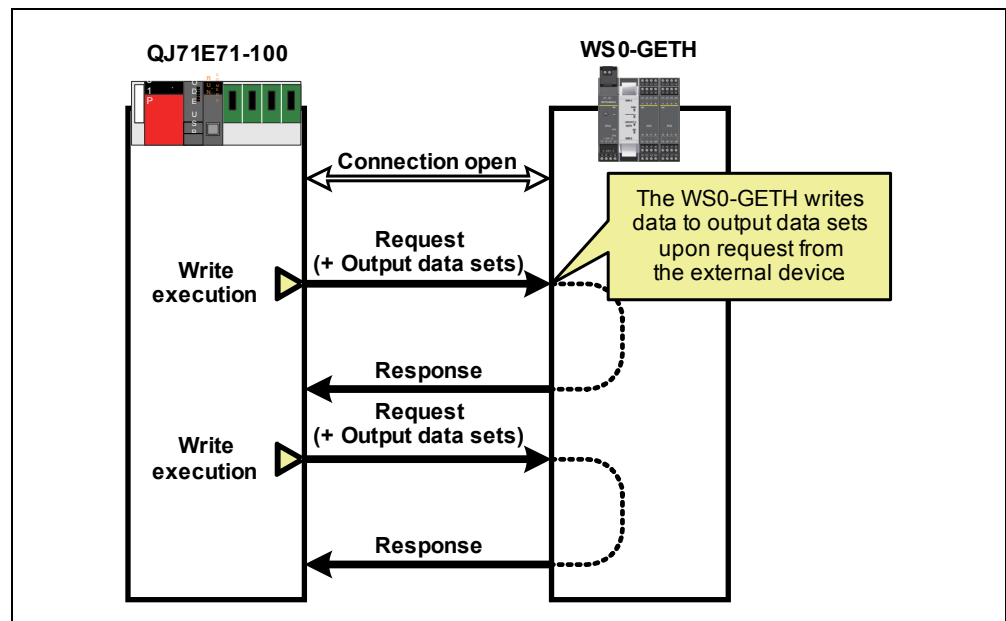 QJ71E71-100
WS0-GETH
Connection open
The WS0-GETH writes
data to output data sets
upon request from
the external device
Request
(+ Output data sets)
Write
execution
Response
Request
(+ Output data sets)
Write
execution
Response